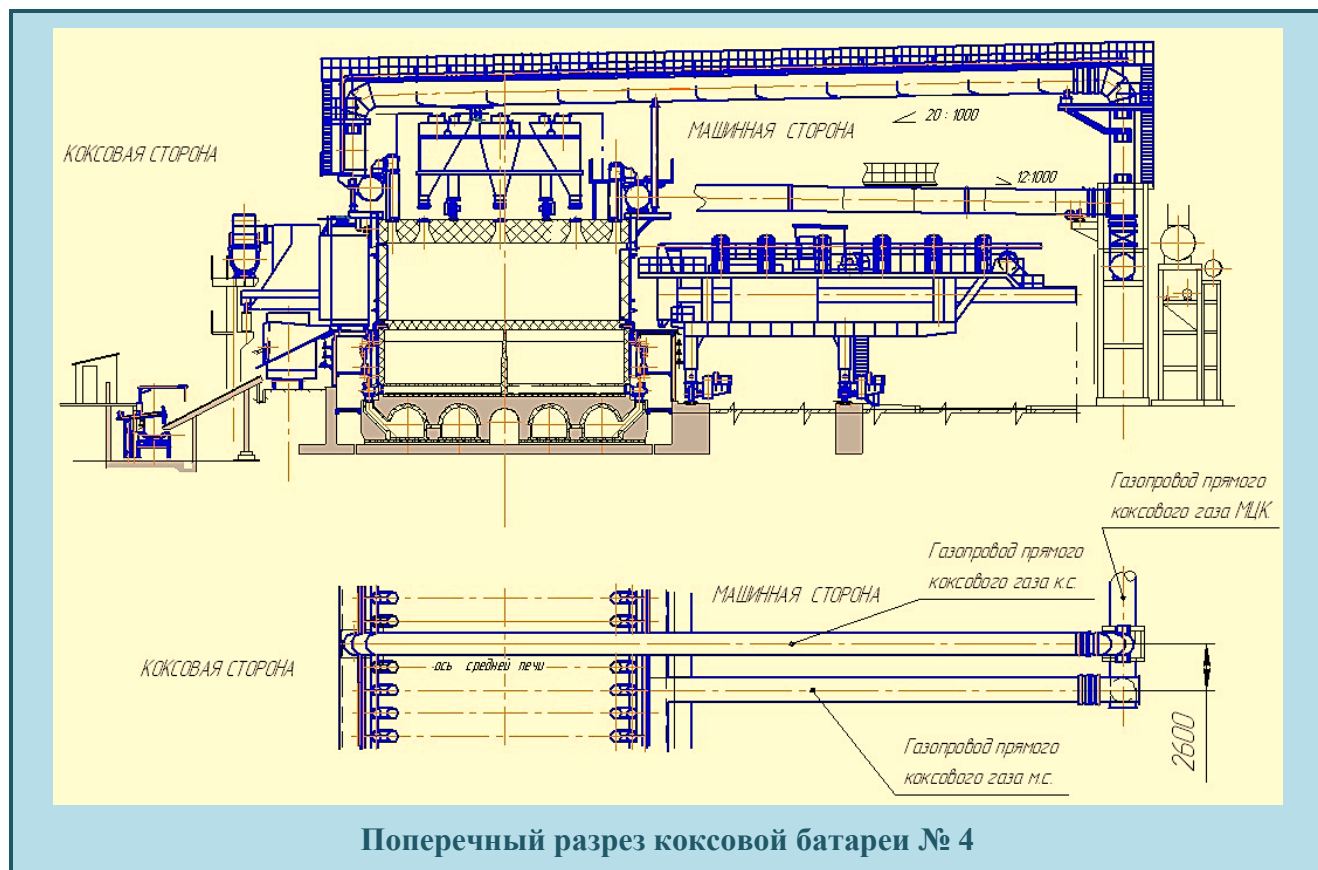 КОКСОВАЯ СТОРОНА
МАШИННАЯ СТОРОНА
20 : 1000
12:1000
Газопровод прямого
коксового газа МЦК.
Газопровод прямого
коксового газа к.с.
МАШИННАЯ СТОРОНА
КОКСОВАЯ СТОРОНА
ось средней печи
2600
Газопровод прямого
коксового газа м.с.
Поперечный разрез коксовой батареи № 4